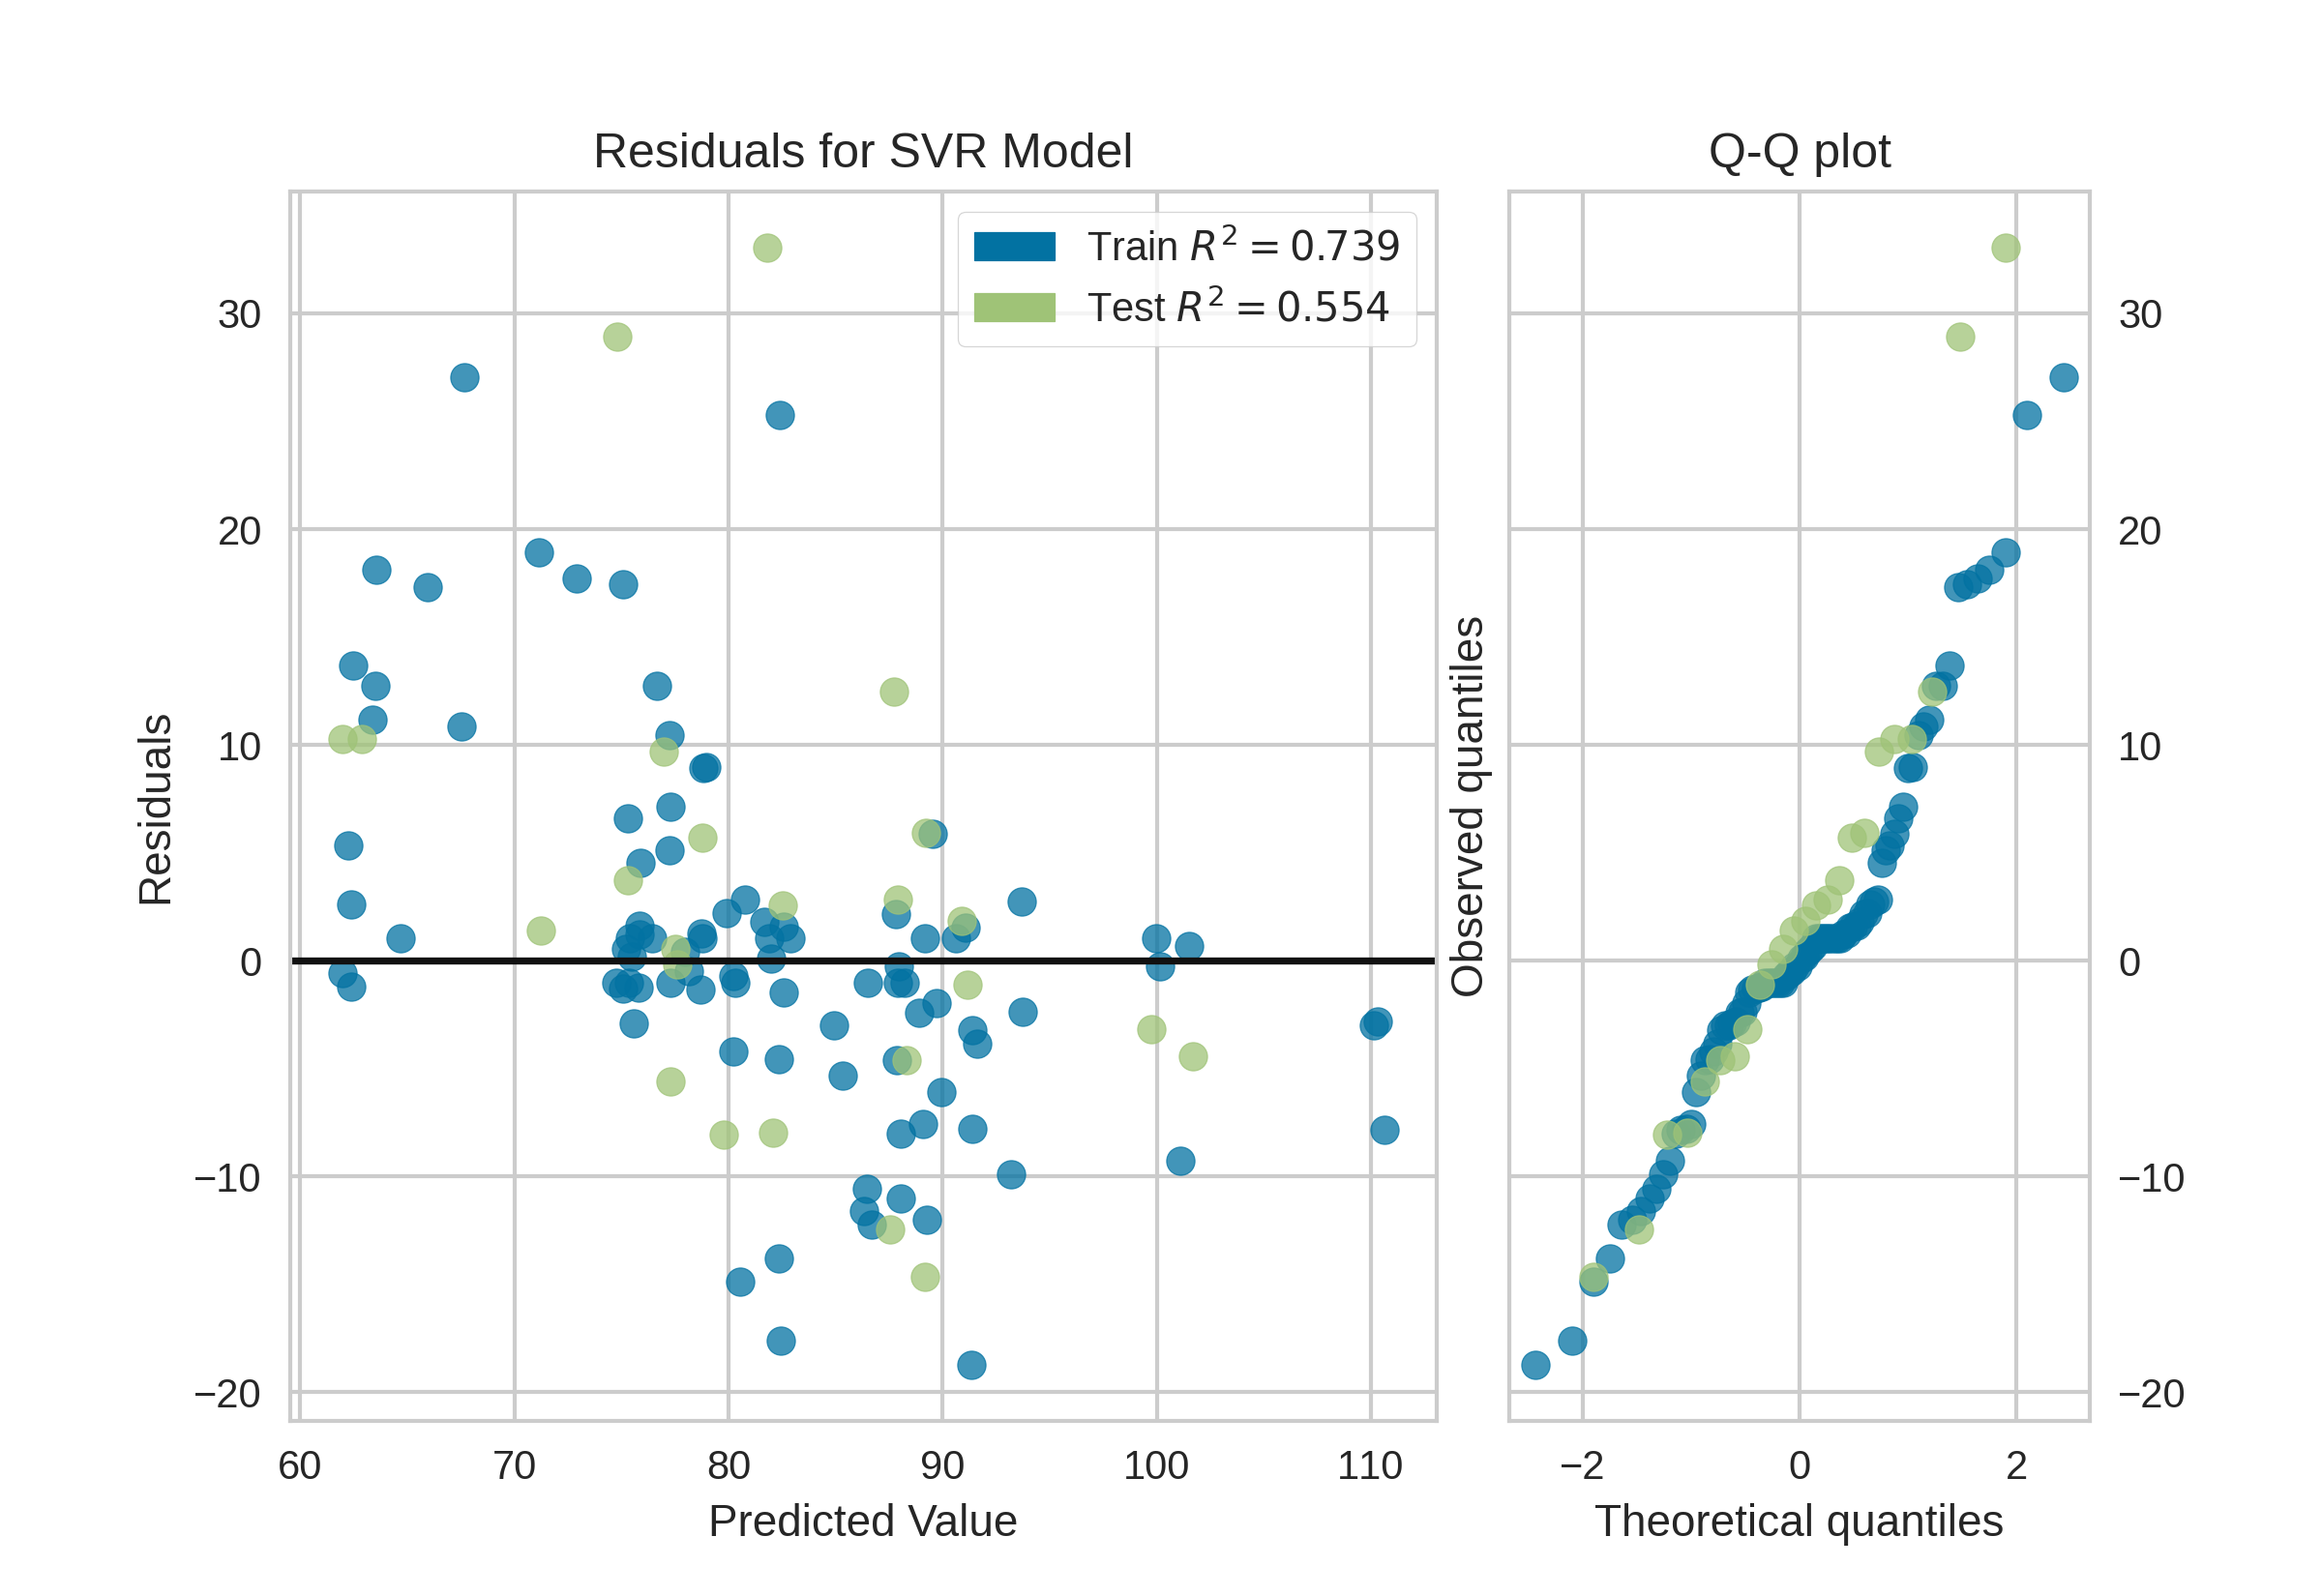 Residuals for SVR Model
Q-Q plot
Train R² = 0.739
Test R² = 0.554
Residuals
30
20
10
0
−10
−20
60 70 80 90 100 110
Predicted Value
Observed quantiles
30
20
10
0
−10
−20
−2 0 2
Theoretical quantiles